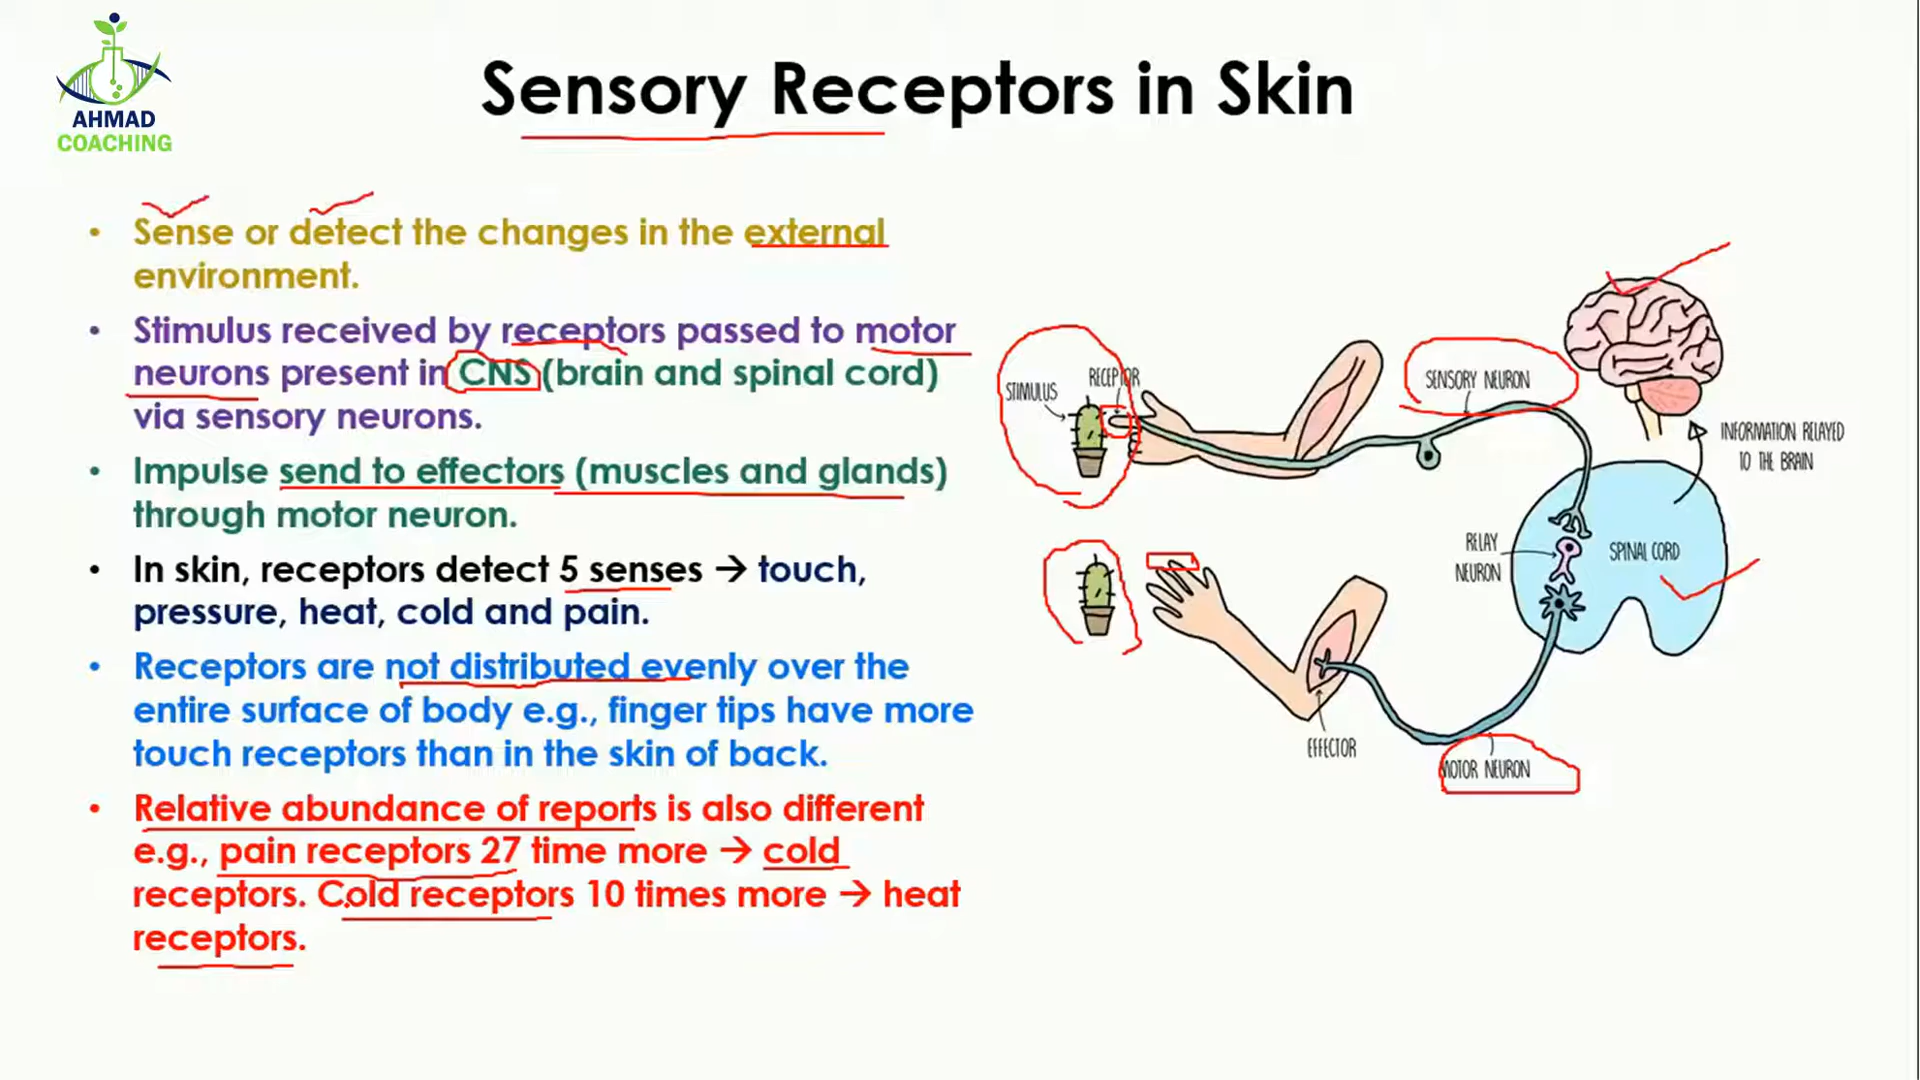 AHMAD
COACHING
Sensory Receptors in Skin
• Sense or detect the changes in the external
environment.
• Stimulus received by receptors passed to motor
neurons present in CNS (brain and spinal cord)
via sensory neurons.
• Impulse send to effectors (muscles and glands)
through motor neuron.
• In skin, receptors detect 5 senses → touch,
pressure, heat, cold and pain.
• Receptors are not distributed evenly over the
entire surface of body e.g., finger tips have more
touch receptors than in the skin of back.
• Relative abundance of reports is also different
e.g., pain receptors 27 time more → cold
receptors. Cold receptors 10 times more → heat
receptors.
STIMULUS
RECEPTOR
SENSORY NEURON
INFORMATION RELAYED
TO THE BRAIN
RELAY
NEURON
SPINAL CORD
EFFECTOR
MOTOR NEURON